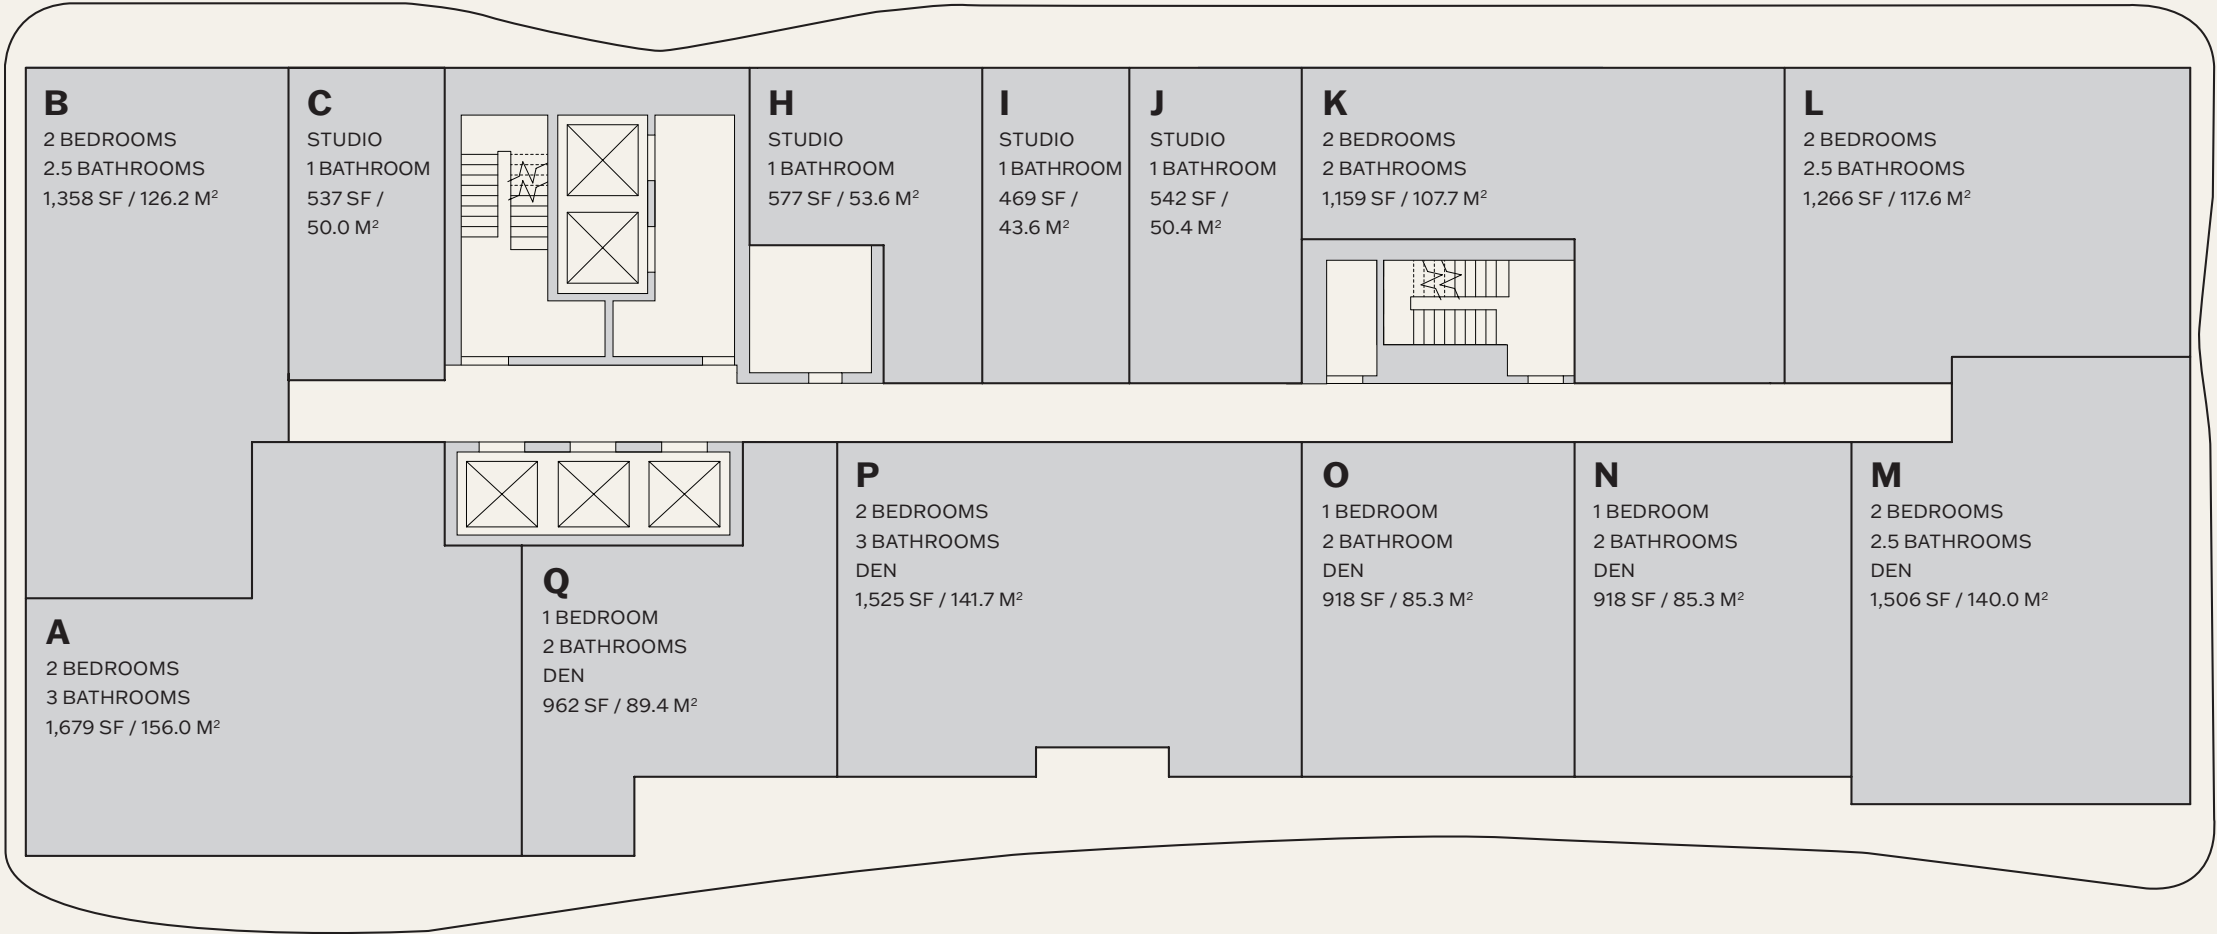 B
2 BEDROOMS
2.5 BATHROOMS
1,358 SF / 126.2 M²
C
STUDIO
1 BATHROOM
537 SF /
50.0 M²
H
STUDIO
1 BATHROOM
577 SF / 53.6 M²
I
STUDIO
1 BATHROOM
469 SF /
43.6 M²
J
STUDIO
1 BATHROOM
542 SF /
50.4 M²
K
2 BEDROOMS
2 BATHROOMS
1,159 SF / 107.7 M²
L
2 BEDROOMS
2.5 BATHROOMS
1,266 SF / 117.6 M²
A
2 BEDROOMS
3 BATHROOMS
1,679 SF / 156.0 M²
Q
1 BEDROOM
2 BATHROOMS
DEN
962 SF / 89.4 M²
P
2 BEDROOMS
3 BATHROOMS
DEN
1,525 SF / 141.7 M²
O
1 BEDROOM
2 BATHROOM
DEN
918 SF / 85.3 M²
N
1 BEDROOM
2 BATHROOMS
DEN
918 SF / 85.3 M²
M
2 BEDROOMS
2.5 BATHROOMS
DEN
1,506 SF / 140.0 M²